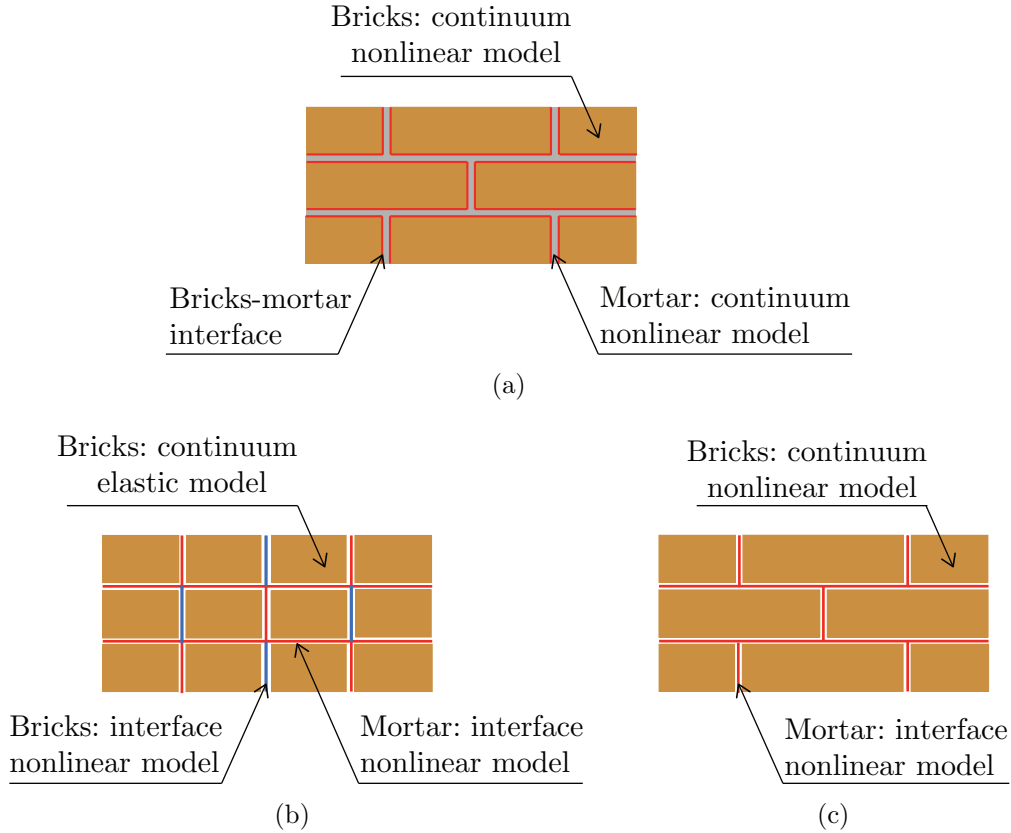 Bricks: continuum
nonlinear model
Bricks-mortar
interface
Mortar: continuum
nonlinear model
(a)
Bricks: continuum
elastic model
Bricks: continuum
nonlinear model
Bricks: interface
nonlinear model
Mortar: interface
nonlinear model
Mortar: interface
nonlinear model
(b)
(c)